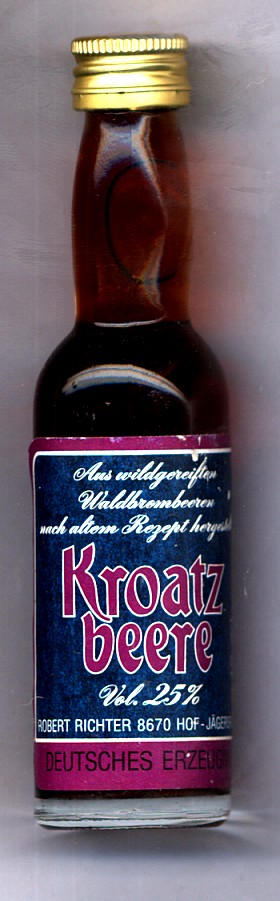 Aus wildgereiften
Waldbrombeeren
nach altem Rezept
Kroatz
beere
Vol. 25%
ROBERT RICHTER 8670 HOF-
DEUTSCHES